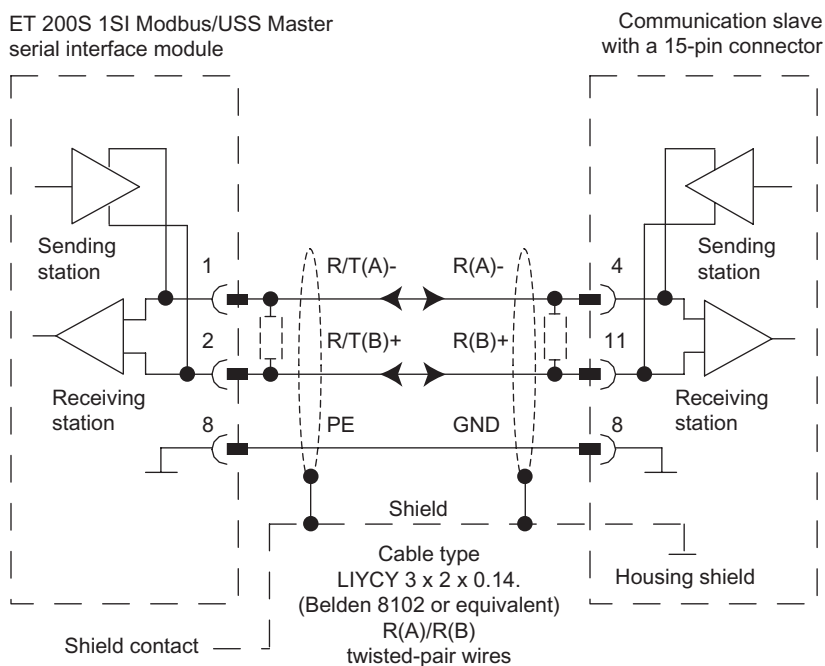 ET 200S 1SI Modbus/USS Master
serial interface module
Communication slave
with a 15-pin connector
Sending
station
Sending
station
1
R/T(A)-
R(A)-
4
2
R/T(B)+
R(B)+
11
Receiving
station
Receiving
station
8
PE
GND
8
Shield
Cable type
LIYCY 3 x 2 x 0.14.
(Belden 8102 or equivalent)
R(A)/R(B)
twisted-pair wires
Housing shield
Shield contact